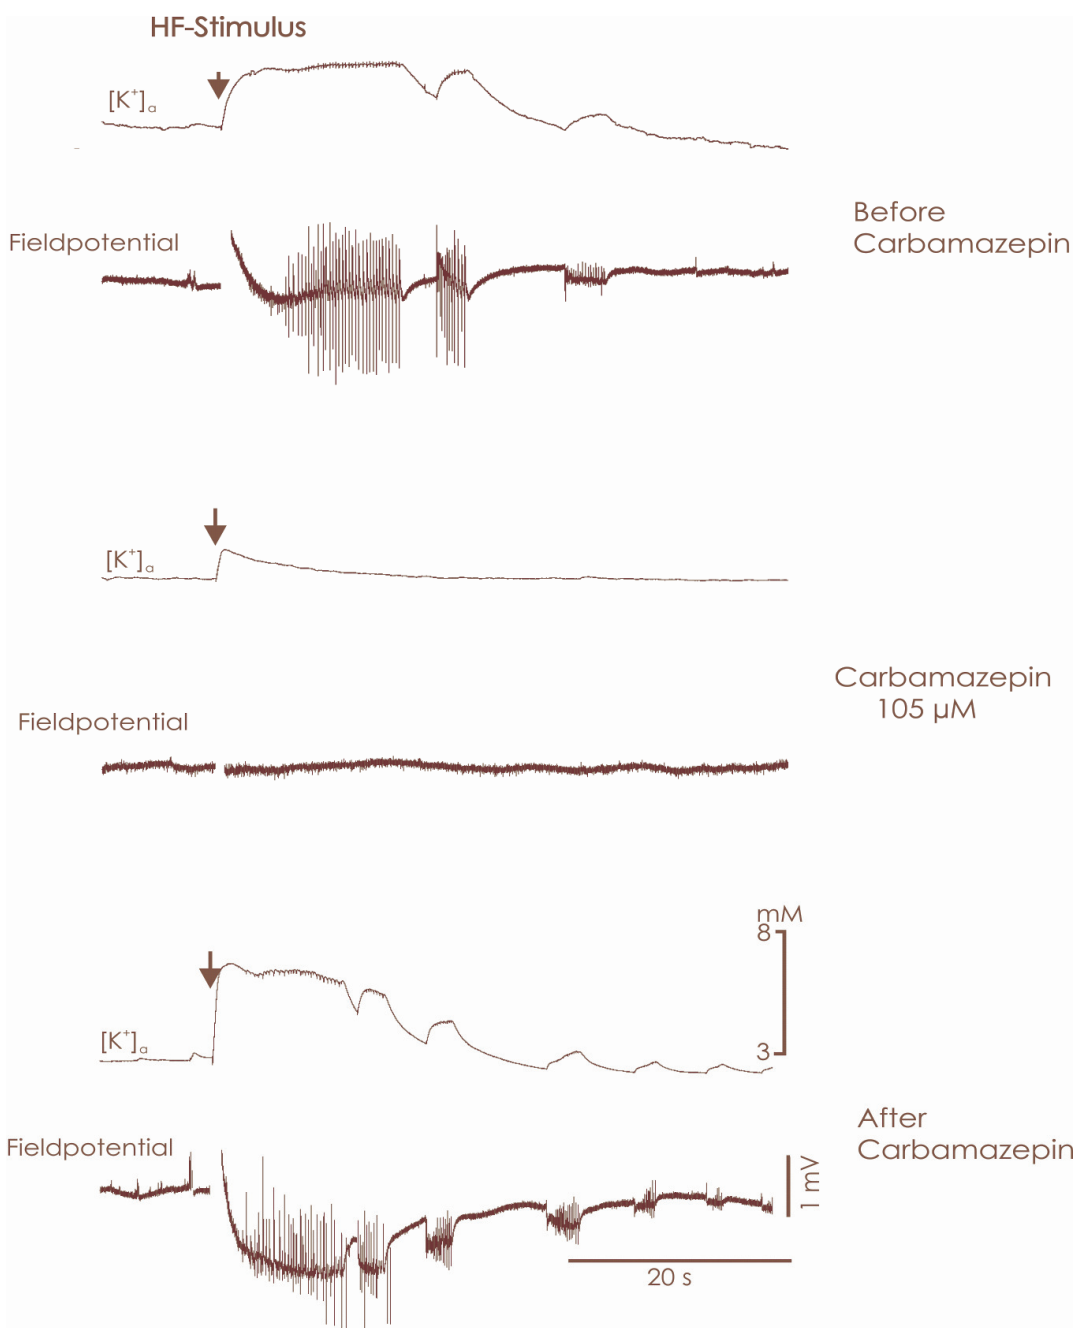 HF-Stimulus
[K⁺]ₐ
Before
Fieldpotential
Carbamazepin
[K⁺]ₐ
Carbamazepin
105 µM
Fieldpotential
mM
8
[K⁺]ₐ
3
After
Fieldpotential
Carbamazepin
1 mV
20 s